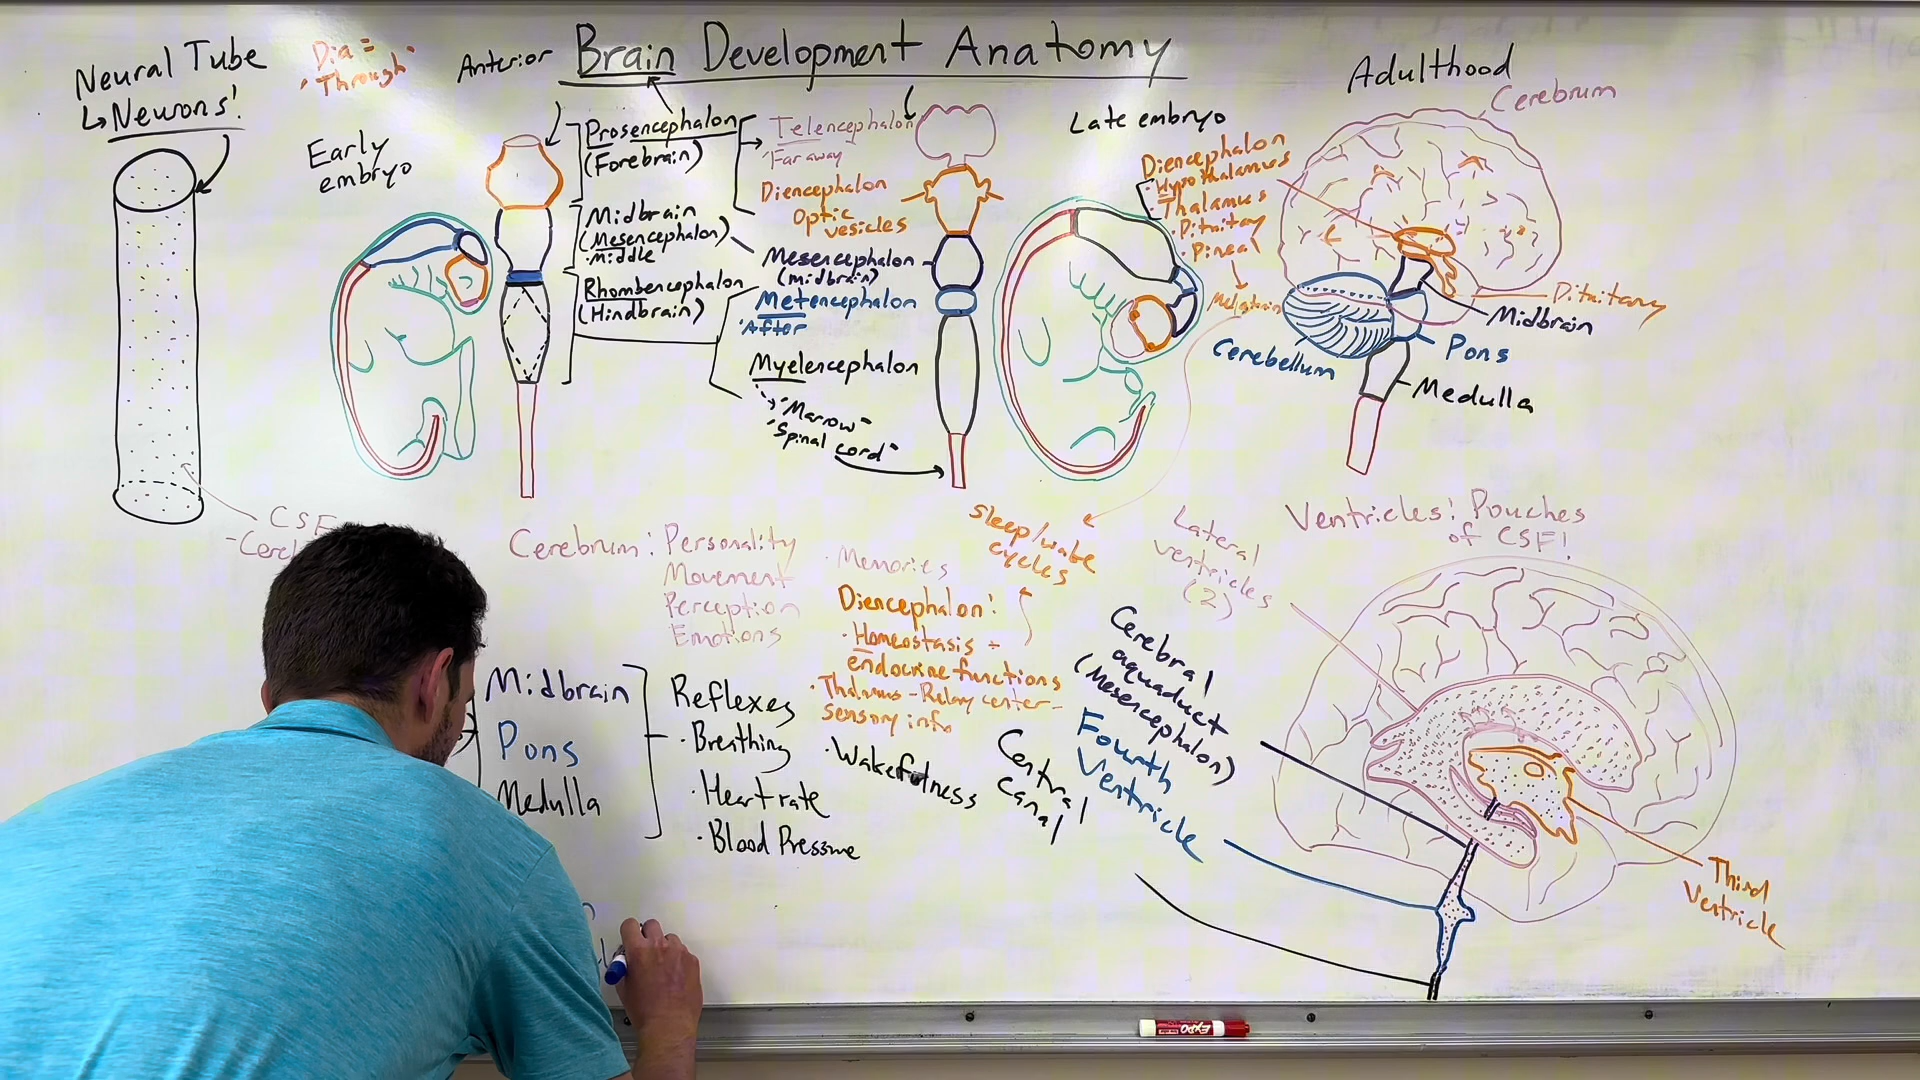 Brain Development Anatomy
Neural Tube
↳ Neurons!
Dia =
"Through"
Anterior
Early
embryo
Prosencephalon
(Forebrain)
Midbrain
(Mesencephalon)
·Middle
Rhombencephalon
(Hindbrain)
Telencephalon
"Far away
Diencephalon
Optic
vesicles
Mesencephalon
(midbrain)
Metencephalon
"After
Myelencephalon
"Marrow"
"Spinal cord"
Late embryo
Diencephalon
·Hypothalamus
·Thalamus
·Pituitary
·Pineal
Melatonin
Adulthood
Cerebrum
Pituitary
Midbrain
Pons
Cerebellum
Medulla
CSF
Cerebrum: Personality
Movement
Perception
Emotions
·Memories
Sleep/wake
cycles
Diencephalon:
·Homeostasis +
endocrine functions
·Thalamus - Relay center-
sensory info
·Wakefulness
Midbrain
Pons
Medulla
Reflexes
·Breathing
·Heart rate
·Blood Pressure
Ventricles: Pouches
of CSF!
Lateral
ventricles
(2)
Cerebral
aquaduct
(Mesencephalon)
Fourth
Ventricle
Central
Canal
Third
Ventricle
EXPO